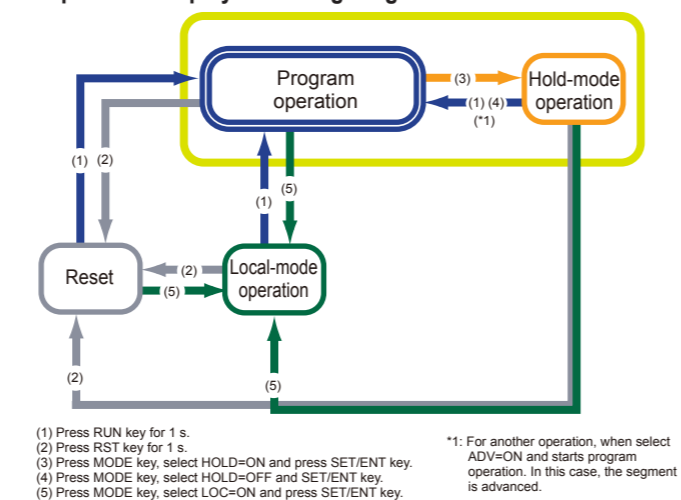 Program
operation
(3)
Hold-mode
operation
(1) (4)
(*1)
(1) (2)
(5)
(1)
Reset
(2)
(5)
Local-mode
operation
(2)
(5)
(1) Press RUN key for 1 s.
(2) Press RST key for 1 s.
(3) Press MODE key, select HOLD=ON and press SET/ENT key.
(4) Press MODE key, select HOLD=OFF and SET/ENT key.
(5) Press MODE key, select LOC=ON and press SET/ENT key.
*1: For another operation, when select
ADV=ON and starts program
operation. In this case, the segment
is advanced.